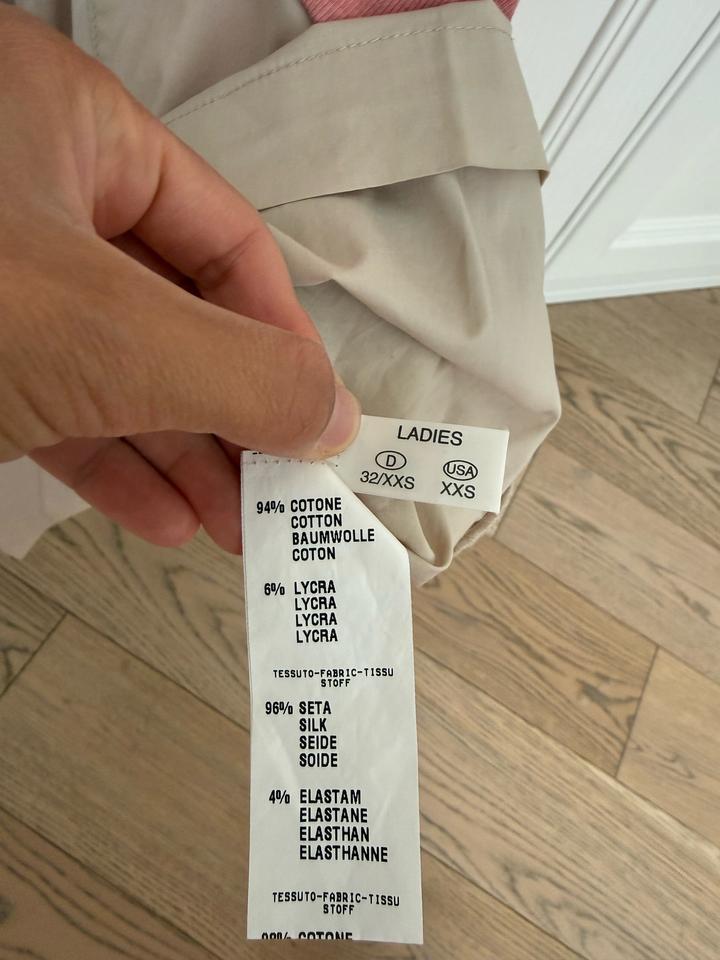 LADIES
D USA
32/XXS XXS
94% COTONE
COTTON
BAUMWOLLE
COTON
6% LYCRA
LYCRA
LYCRA
LYCRA
TESSUTO-FABRIC-TISSU
STOFF
96% SETA
SILK
SEIDE
SOIDE
4% ELASTAM
ELASTANE
ELASTHAN
ELASTHANNE
TESSUTO-FABRIC-TISSU
STOFF
COTONE